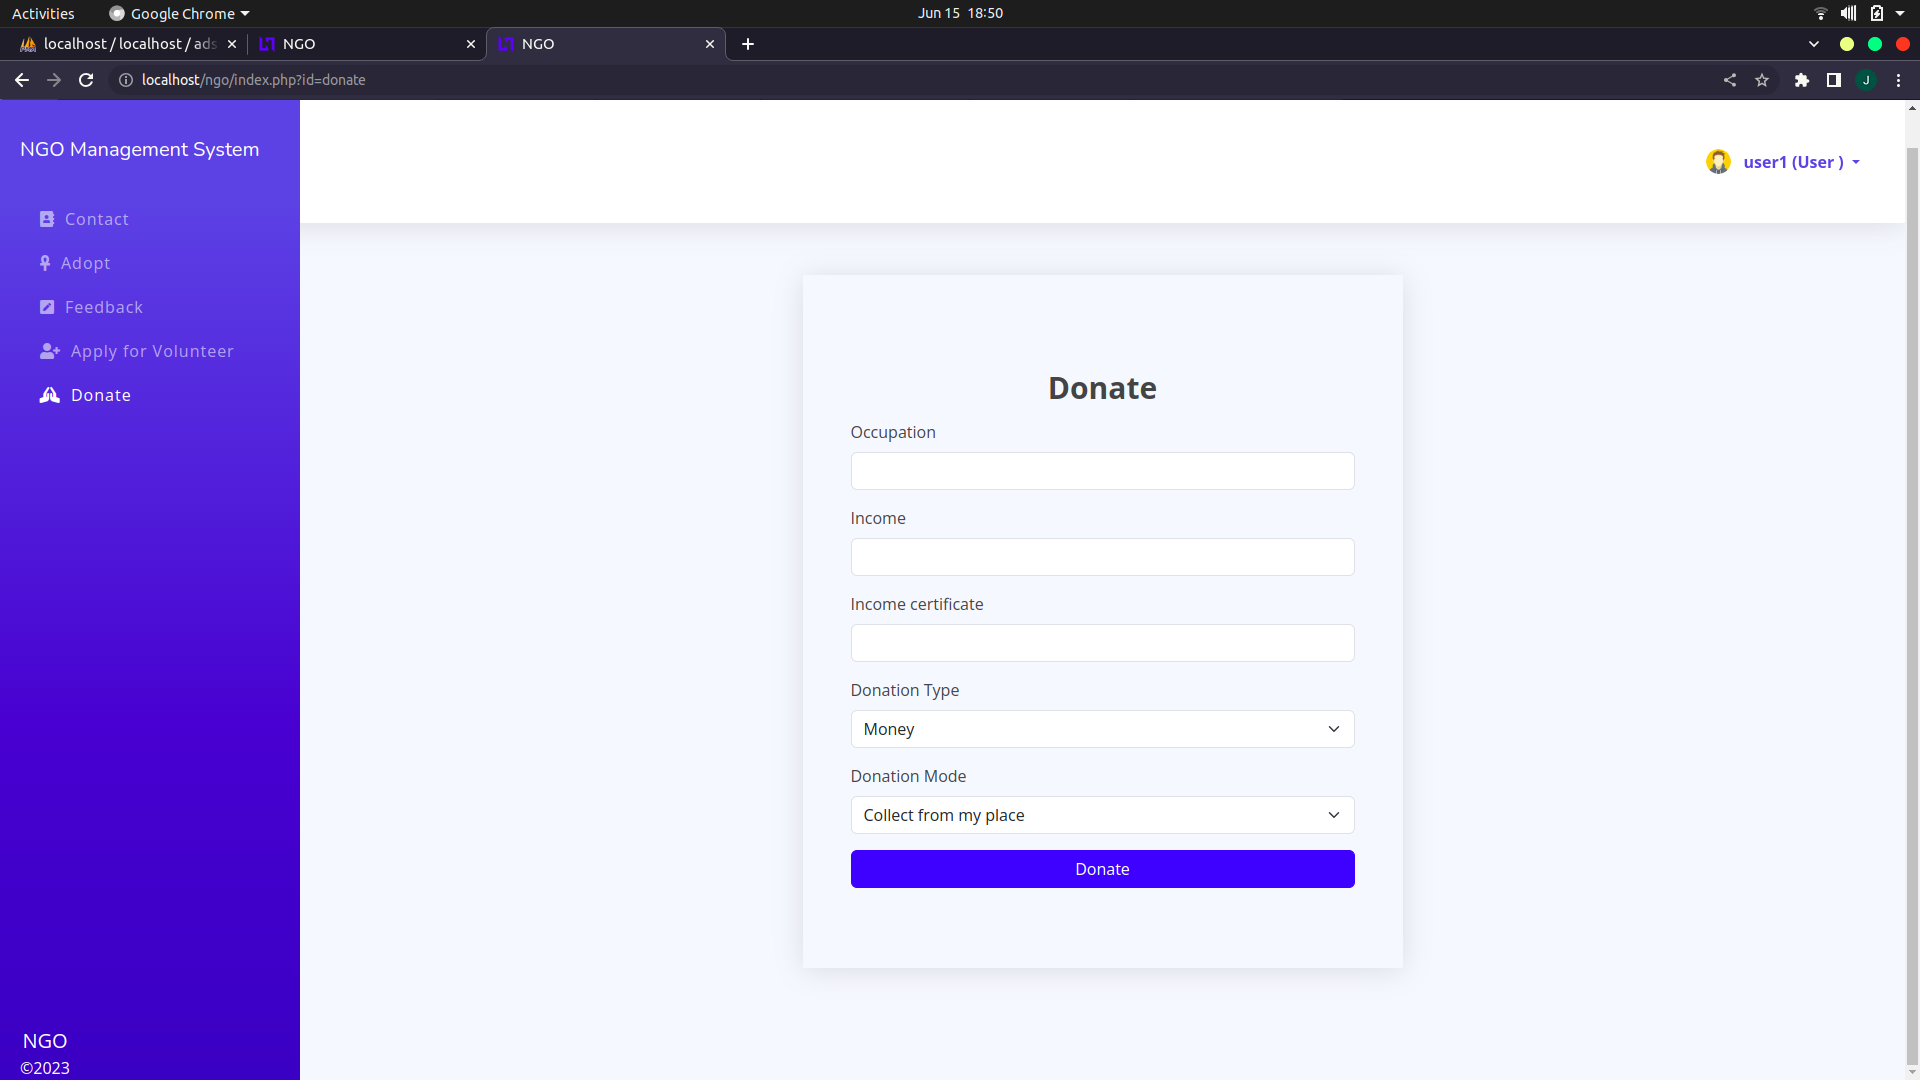 Activities
Google Chrome
Jun 15 18:50
localhost / localhost / ads
NGO
NGO
localhost/ngo/index.php?id=donate
J
NGO Management System
user1 (User )
Contact
Adopt
Feedback
Apply for Volunteer
Donate
Donate
Occupation
Income
Income certificate
Donation Type
Money
Donation Mode
Collect from my place
Donate
NGO
©2023